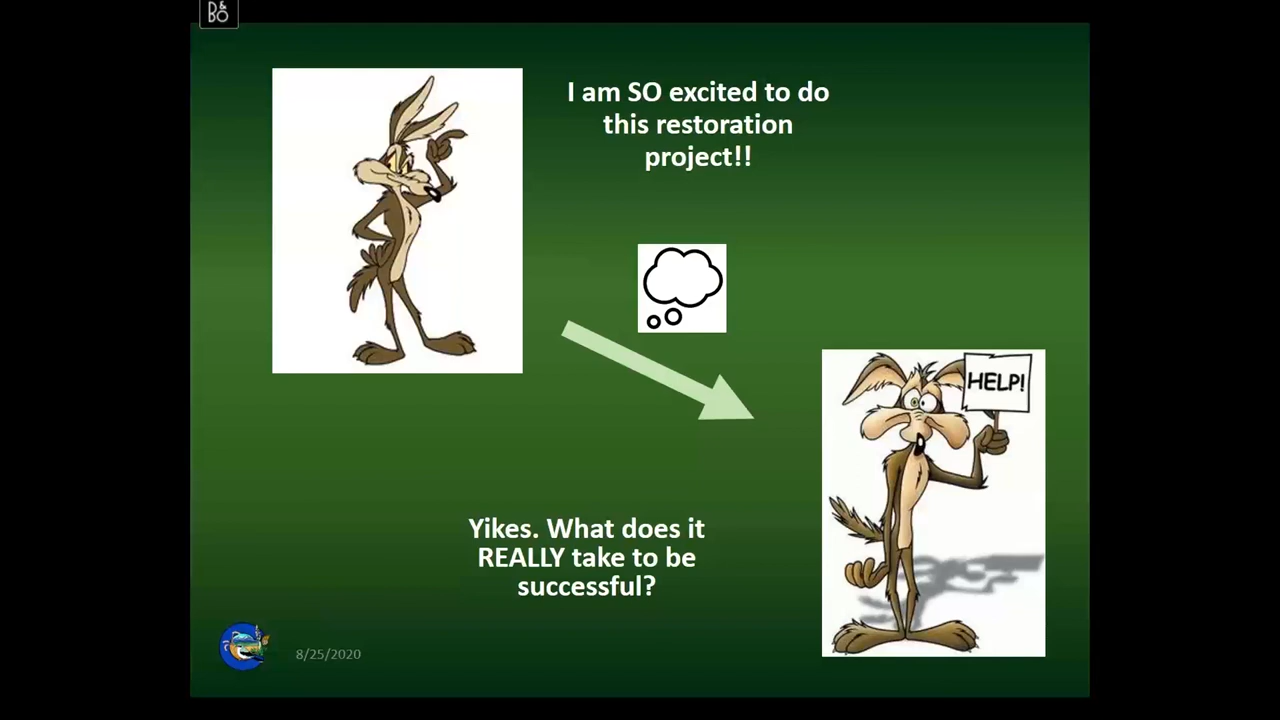 B&O
I am SO excited to do
this restoration
project!!
HELP!
Yikes. What does it
REALLY take to be
successful?
8/25/2020